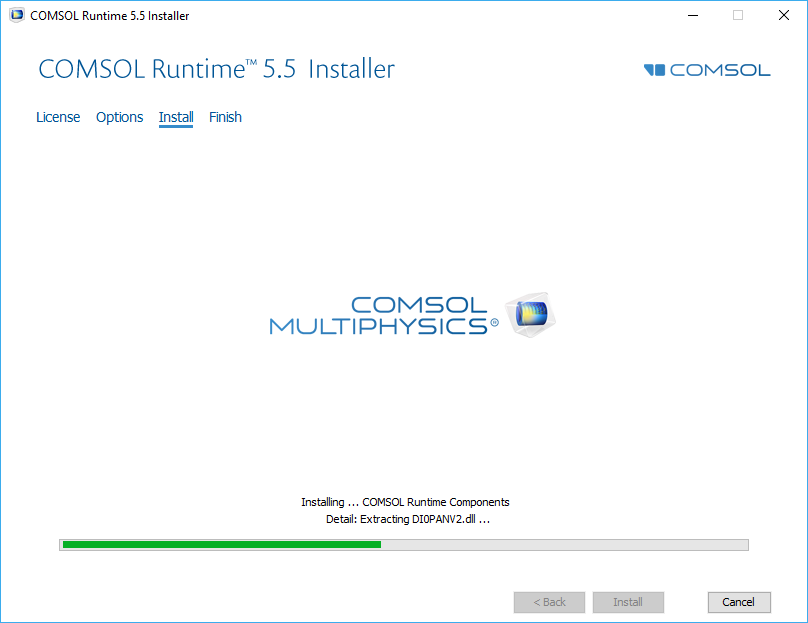 COMSOL Runtime 5.5 Installer
COMSOL Runtime™ 5.5 Installer
COMSOL
License Options Install Finish
COMSOL
MULTIPHYSICS®
Installing ... COMSOL Runtime Components
Detail: Extracting DI0PANV2.dll ...
< Back Install Cancel